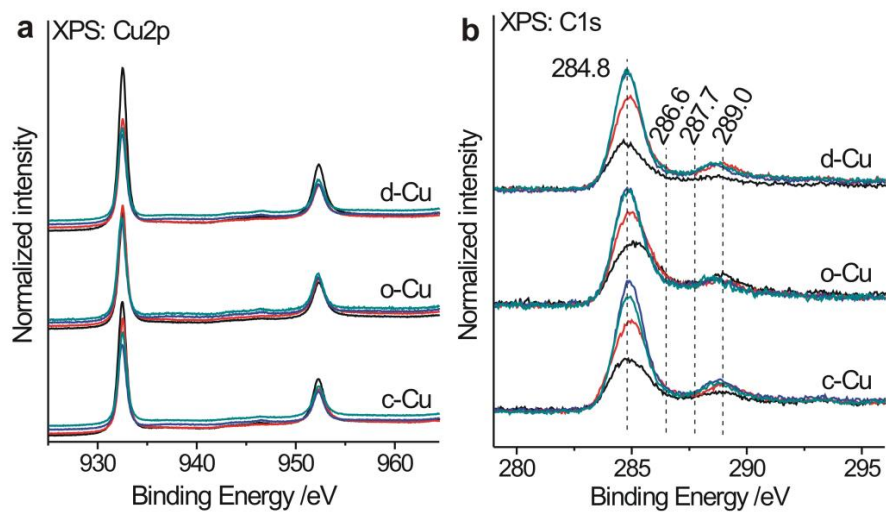 a XPS: Cu2p
Normalized intensity
d-Cu
o-Cu
c-Cu
930 940 950 960
Binding Energy /eV
b XPS: C1s
Normalized intensity
284.8
286.6
287.7
289.0
d-Cu
o-Cu
c-Cu
280 285 290 295
Binding Energy /eV